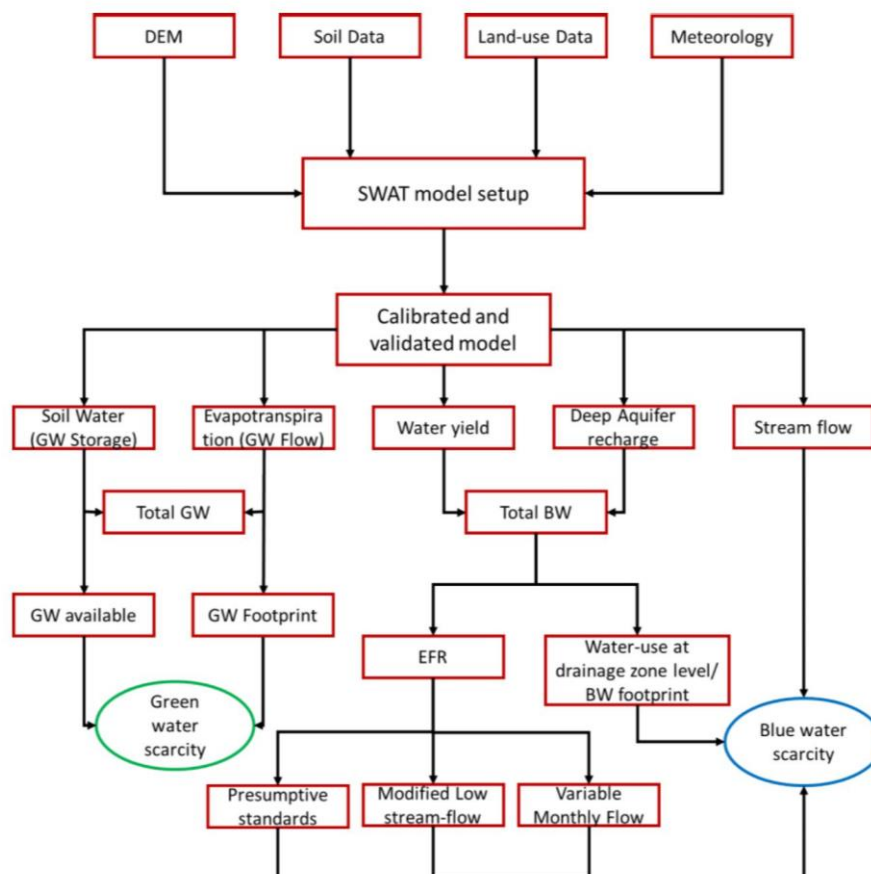 DEM
Soil Data
Land-use Data
Meteorology
SWAT model setup
Calibrated and
validated model
Soil Water
(GW Storage)
Evapotranspira
tion (GW Flow)
Water yield
Deep Aquifer
recharge
Stream flow
Total GW
Total BW
GW available
GW Footprint
EFR
Water-use at
drainage zone level/
BW footprint
Green
water
scarcity
Blue water
scarcity
Presumptive
standards
Modified Low
stream-flow
Variable
Monthly Flow